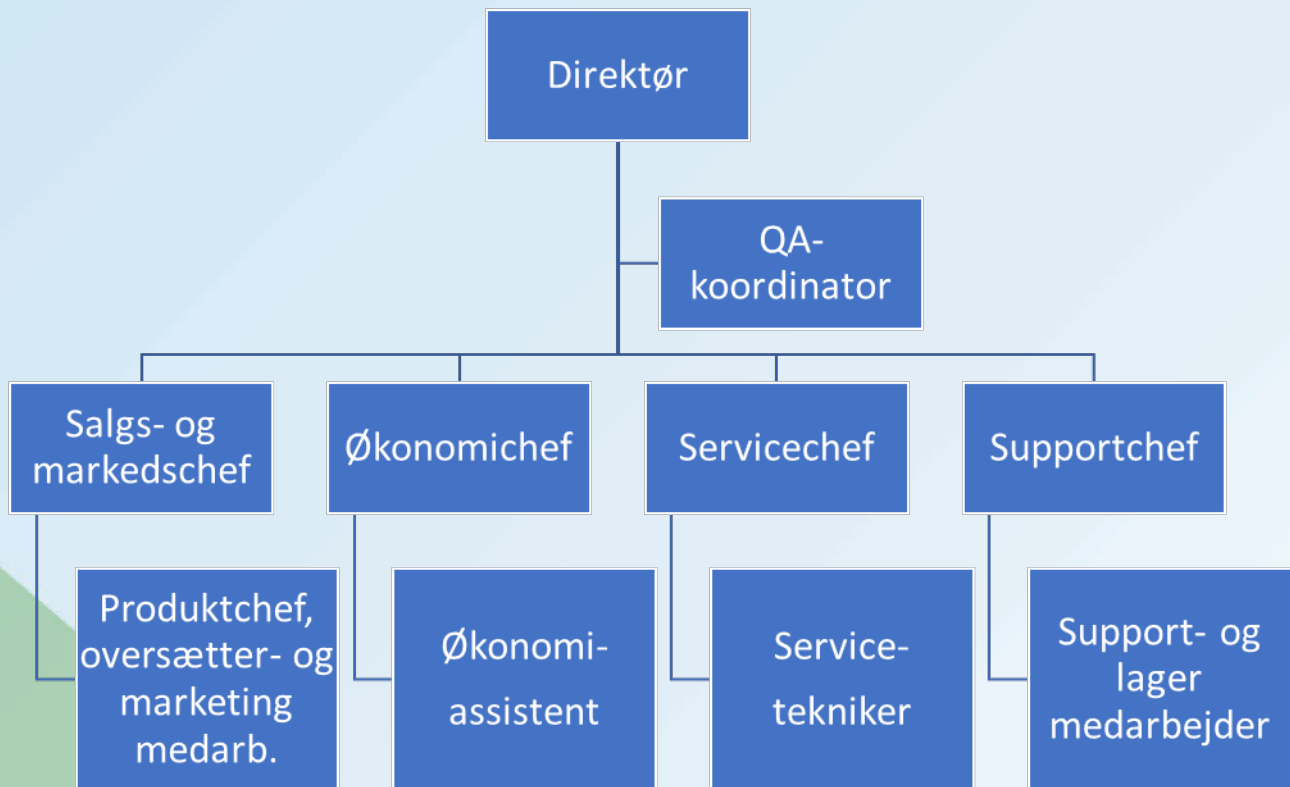 Direktør
QA-
koordinator
Salgs- og
markedschef
Økonomichef
Servicechef
Supportchef
Produktchef,
oversætter- og
marketing
medarb.
Økonomi-
assistent
Service-
tekniker
Support- og
lager
medarbejder